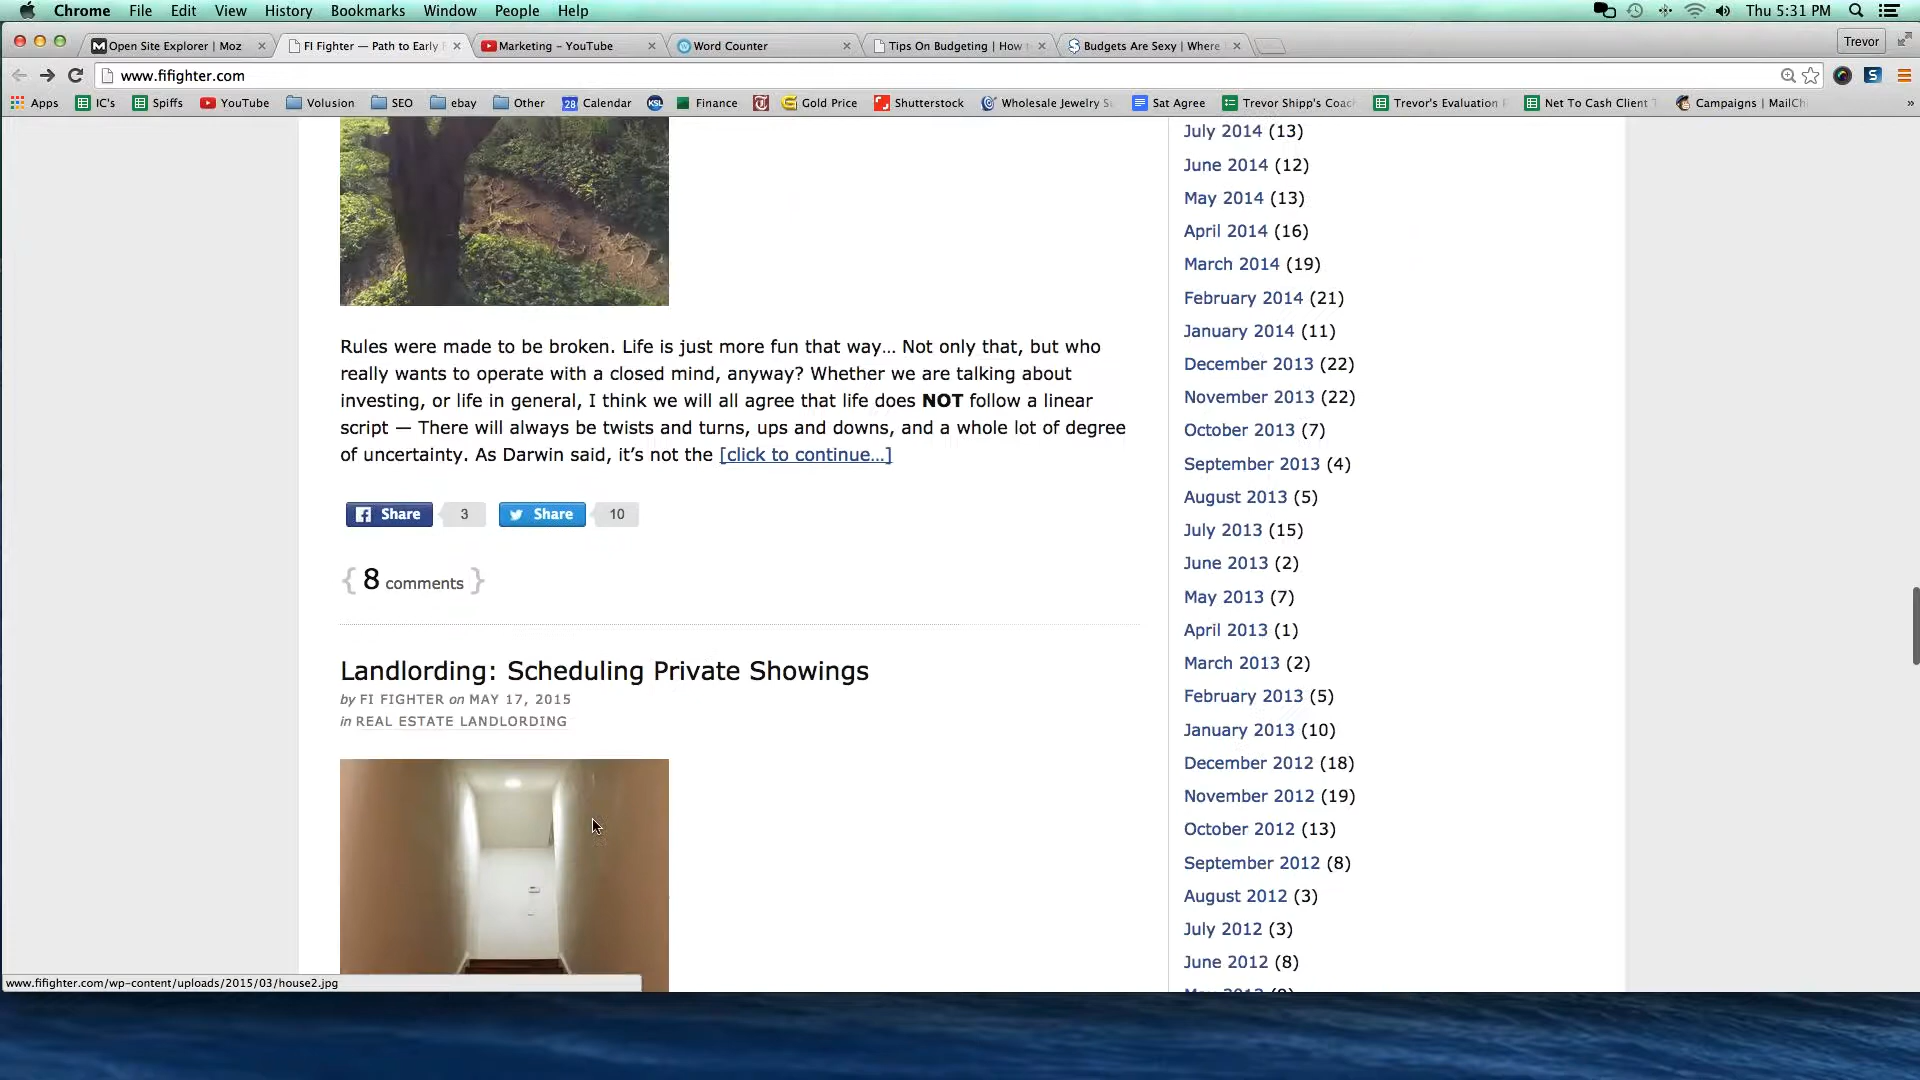 Chrome File Edit View History Bookmarks Window People Help Thu 5:31 PM
Open Site Explorer | Moz
FI Fighter — Path to Early
Marketing - YouTube
Word Counter
Tips On Budgeting | How
Budgets Are Sexy | Where
Trevor
www.fifighter.com
Apps IC's Spiffs YouTube Volusion SEO ebay Other 28 Calendar KSL Finance Gold Price Shutterstock Wholesale Jewelry S Sat Agree Trevor Shipp's Coac Trevor's Evaluation Net To Cash Client Campaigns | MailCh »
Rules were made to be broken. Life is just more fun that way… Not only that, but who
really wants to operate with a closed mind, anyway? Whether we are talking about
investing, or life in general, I think we will all agree that life does NOT follow a linear
script — There will always be twists and turns, ups and downs, and a whole lot of degree
of uncertainty. As Darwin said, it's not the [click to continue…]
Share 3 Share 10
{ 8 comments }
Landlording: Scheduling Private Showings
by FI FIGHTER on MAY 17, 2015
in REAL ESTATE LANDLORDING
July 2014 (13)
June 2014 (12)
May 2014 (13)
April 2014 (16)
March 2014 (19)
February 2014 (21)
January 2014 (11)
December 2013 (22)
November 2013 (22)
October 2013 (7)
September 2013 (4)
August 2013 (5)
July 2013 (15)
June 2013 (2)
May 2013 (7)
April 2013 (1)
March 2013 (2)
February 2013 (5)
January 2013 (10)
December 2012 (18)
November 2012 (19)
October 2012 (13)
September 2012 (8)
August 2012 (3)
July 2012 (3)
June 2012 (8)
www.fifighter.com/wp-content/uploads/2015/03/house2.jpg